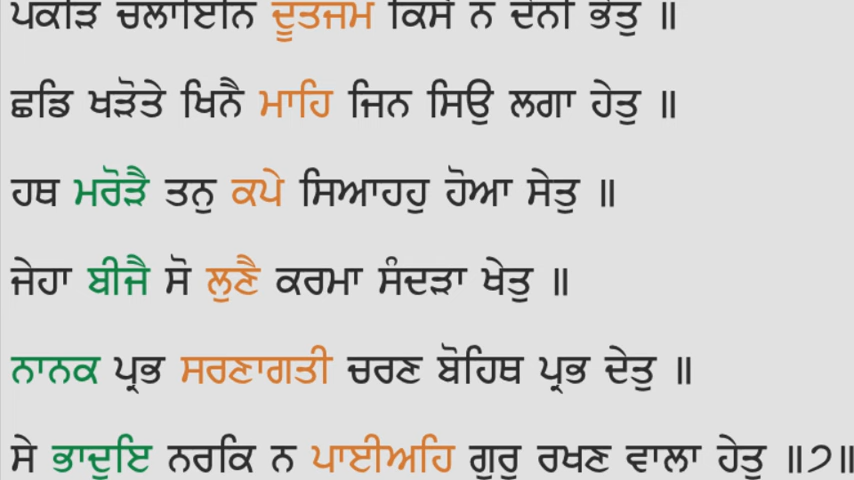 ਪਕੜਿ ਚਲਾਇਨਿ ਦੂਤਜਮ ਕਿਸੈ ਨ ਦੇਨੀ ਭੇਤੁ ॥
ਛਡਿ ਖੜੋਤੇ ਖਿਨੈ ਮਾਹਿ ਜਿਨ ਸਿਉ ਲਗਾ ਹੇਤੁ ॥
ਹਥ ਮਰੋੜੈ ਤਨੁ ਕਪੇ ਸਿਆਹਹੁ ਹੋਆ ਸੇਤੁ ॥
ਜੇਹਾ ਬੀਜੈ ਸੋ ਲੁਣੈ ਕਰਮਾ ਸੰਦੜਾ ਖੇਤੁ ॥
ਨਾਨਕ ਪ੍ਰਭ ਸਰਣਾਗਤੀ ਚਰਣ ਬੋਹਿਥ ਪ੍ਰਭ ਦੇਤੁ ॥
ਸੇ ਭਾਦੁਇ ਨਰਕਿ ਨ ਪਾਈਅਹਿ ਗੁਰੁ ਰਖਣ ਵਾਲਾ ਹੇਤੁ ॥੭॥